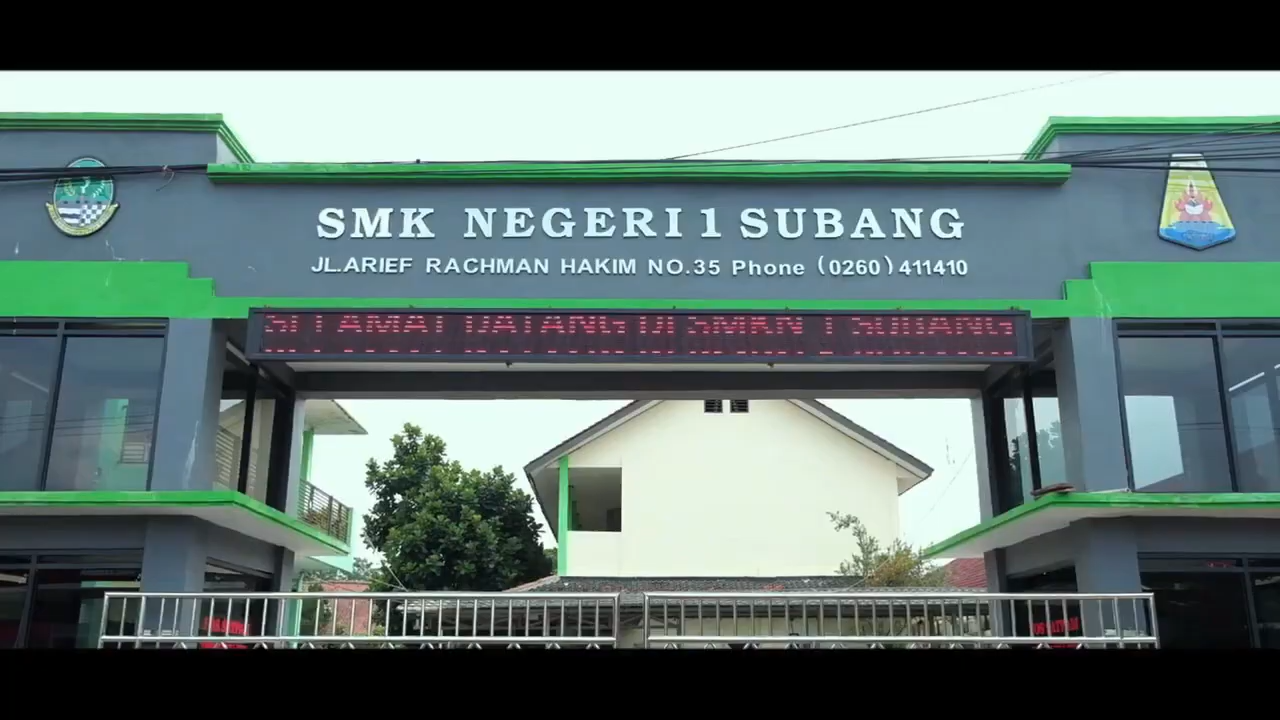 SMK NEGERI 1 SUBANG
JL.ARIEF RACHMAN HAKIM NO.35 Phone (0260) 411410
SELAMAT DATANG DI SMKN 1 SUBANG